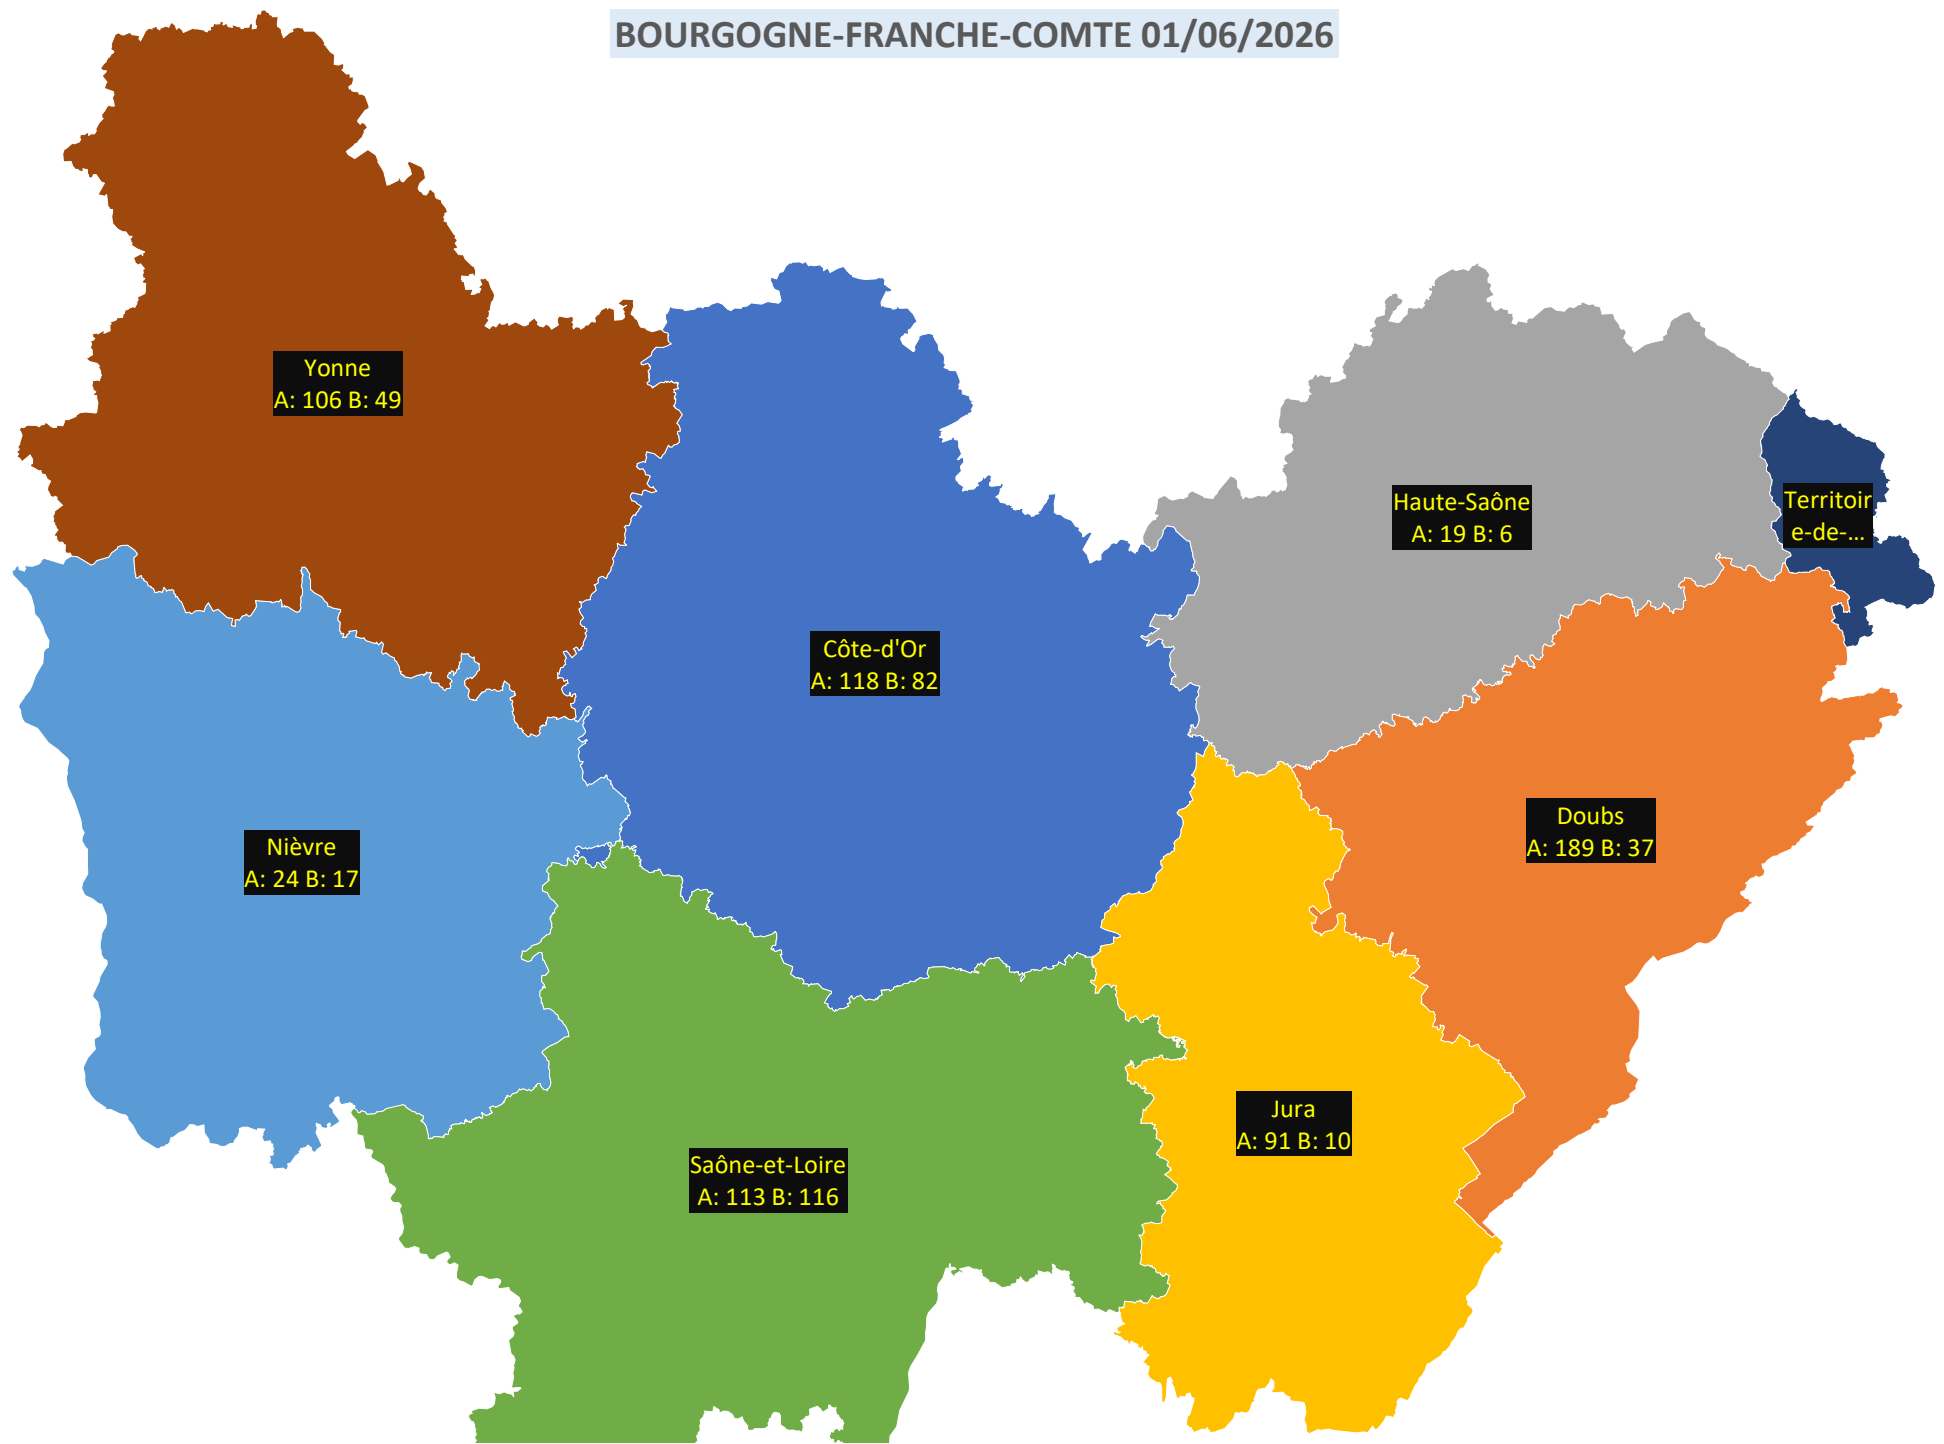 BOURGOGNE-FRANCHE-COMTE 01/06/2026
Yonne
A: 106 B: 49
Haute-Saône
A: 19 B: 6
Territoir
e-de-...
Côte-d'Or
A: 118 B: 82
Doubs
A: 189 B: 37
Nièvre
A: 24 B: 17
Jura
A: 91 B: 10
Saône-et-Loire
A: 113 B: 116